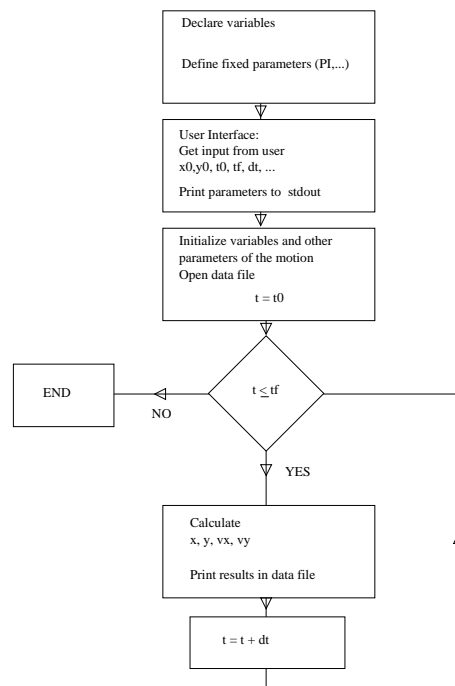 Declare variables
Define fixed parameters (PI,...)
User Interface:
Get input from user
x0,y0, t0, tf, dt, ...
Print parameters to stdout
Initialize variables and other
parameters of the motion
Open data file
t = t0
t ≤ tf
END
NO
YES
Calculate
x, y, vx, vy
Print results in data file
t = t + dt